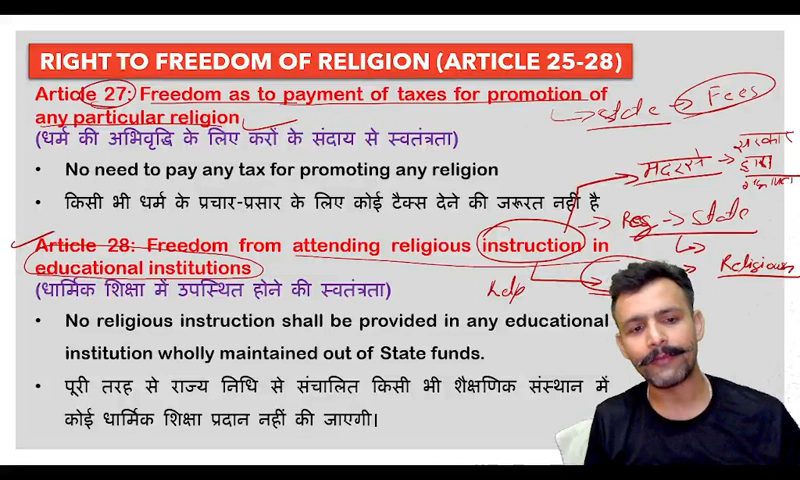 RIGHT TO FREEDOM OF RELIGION (ARTICLE 25-28)
Article 27: Freedom as to payment of taxes for promotion of
any particular religion
(धर्म की अभिवृद्धि के लिए करों के संदाय से स्वतंत्रता)
No need to pay any tax for promoting any religion
किसी भी धर्म के प्रचार-प्रसार के लिए कोई टैक्स देने की जरूरत नहीं है
Article 28: Freedom from attending religious instruction in
educational institutions
(धार्मिक शिक्षा में उपस्थित होने की स्वतंत्रता)
No religious instruction shall be provided in any educational
institution wholly maintained out of State funds.
पूरी तरह से राज्य निधि से संचालित किसी भी शैक्षणिक संस्थान में
कोई धार्मिक शिक्षा प्रदान नहीं की जाएगी।
state → Fees
मदरसे → सरकार
Reg → state
Religious
help